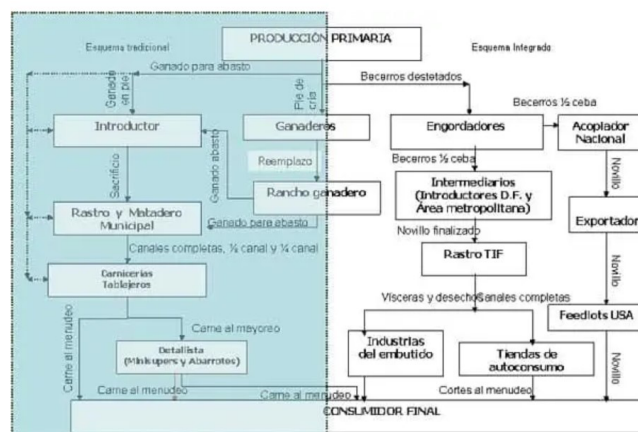 PRODUCCIÓN PRIMARIA
Esquema tradicional
Esquema Integrado
Ganado para abasto
Becerros destetados
Ganado en pie
Pie de cría
Becerros ½ ceba
Introductor
Ganaderos
Engordadores
Acoplador
Nacional
Sacrificio
Ganado abasto
Reemplazo
Becerros ½ ceba
Novillo
Rancho ganadero
Intermediarios
(Introductores D.F. y
Área metropolitana)
Rastro y Matadero
Municipal
Ganado para abasto
Exportador
Novillo finalizado
Canales completas, ½ canal y ¼ canal
Rastro TIF
Novillo
Carnicerias
Tablajeros
Vísceras y desechos
Canales completas
Feedlots USA
Carne al menudeo
Carne al mayoreo
Industrias
del embutido
Tiendas de
autoconsumo
Novillo
Detallista
(Minisupers y Abarrotes)
Carne al menudeo
Carne al menudeo
Cortes al menudeo
CONSUMIDOR FINAL